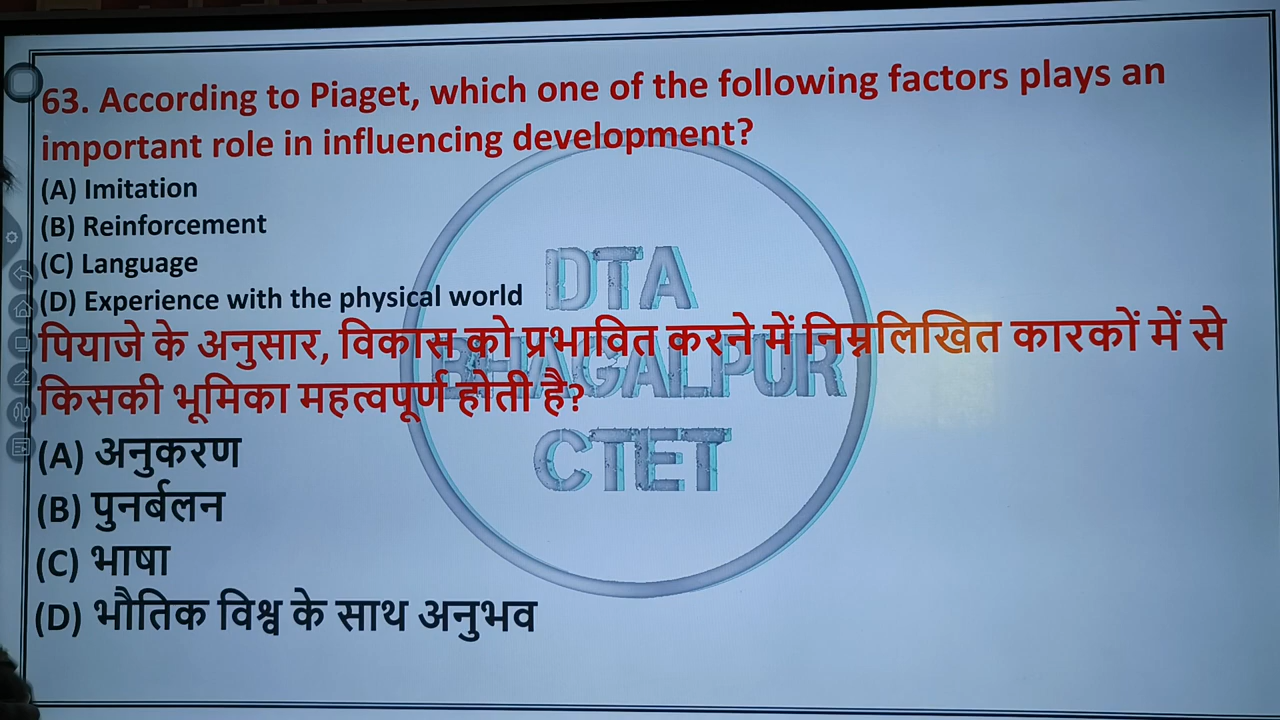 63. According to Piaget, which one of the following factors plays an
important role in influencing development?
(A) Imitation
(B) Reinforcement
(C) Language
(D) Experience with the physical world
पियाजे के अनुसार, विकास को प्रभावित करने में निम्नलिखित कारकों में से
किसकी भूमिका महत्वपूर्ण होती है?
(A) अनुकरण
(B) पुनर्बलन
(C) भाषा
(D) भौतिक विश्व के साथ अनुभव
DTA
BHAGALPUR
CTET